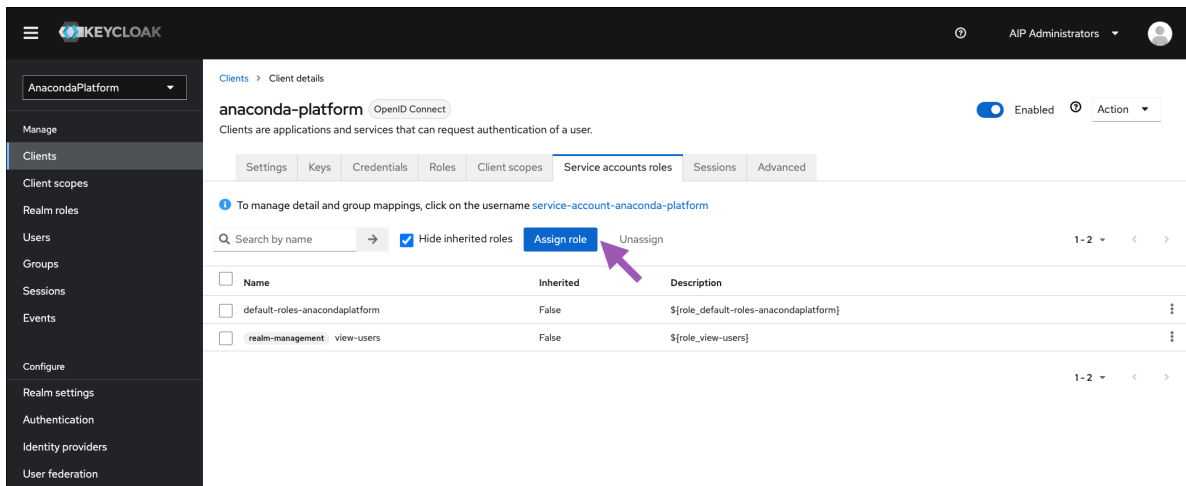 KEYCLOAK
AIP Administrators
AnacondaPlatform
Manage
Clients
Client scopes
Realm roles
Users
Groups
Sessions
Events
Configure
Realm settings
Authentication
Identity providers
User federation
Clients > Client details
anaconda-platform OpenID Connect
Enabled Action
Clients are applications and services that can request authentication of a user.
Settings Keys Credentials Roles Client scopes Service accounts roles Sessions Advanced
To manage detail and group mappings, click on the username service-account-anaconda-platform
Search by name Hide inherited roles Assign role Unassign 1 - 2
Name Inherited Description
default-roles-anacondaplatform False ${role_default-roles-anacondaplatform}
realm-management view-users False ${role_view-users}
1 - 2